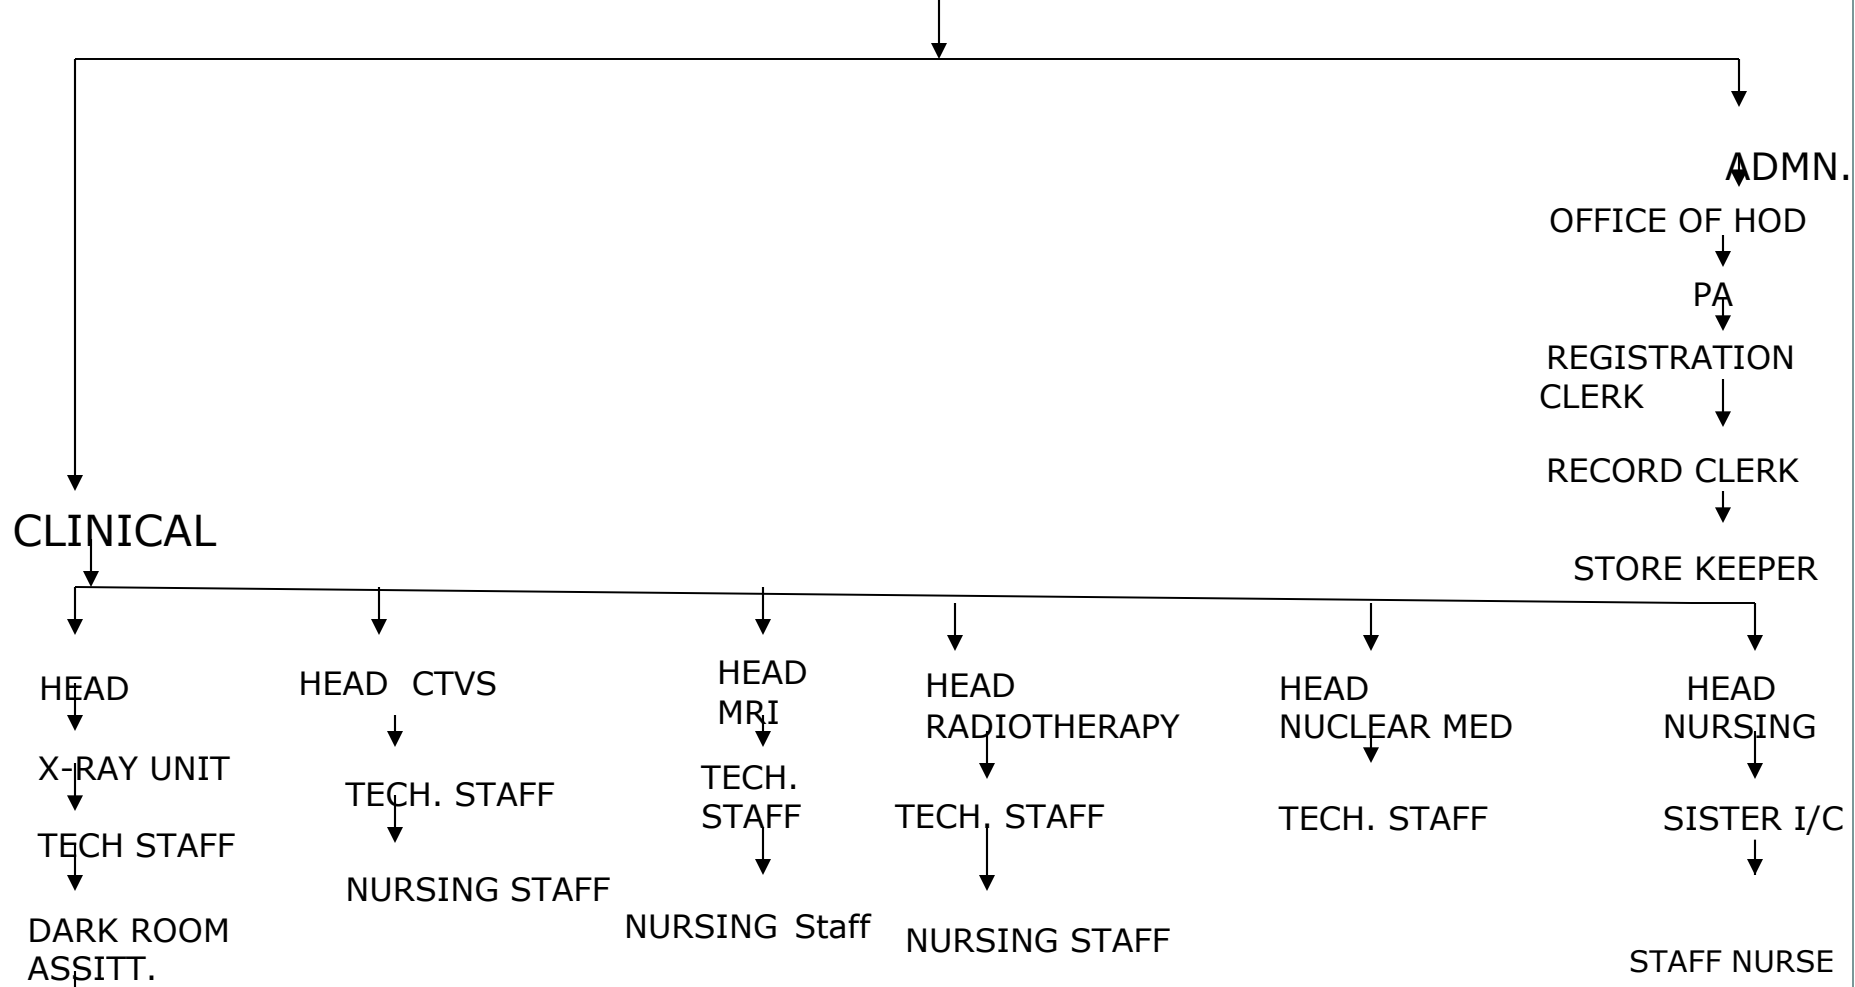 ADMN.
OFFICE OF HOD
PA
REGISTRATION
CLERK
RECORD CLERK
STORE KEEPER
CLINICAL
HEAD
X-RAY UNIT
TECH STAFF
DARK ROOM
ASSITT.
HEAD CTVS
TECH. STAFF
NURSING STAFF
HEAD
MRI
TECH.
STAFF
NURSING Staff
HEAD
RADIOTHERAPY
TECH. STAFF
NURSING STAFF
HEAD
NUCLEAR MED
TECH. STAFF
HEAD
NURSING
SISTER I/C
STAFF NURSE